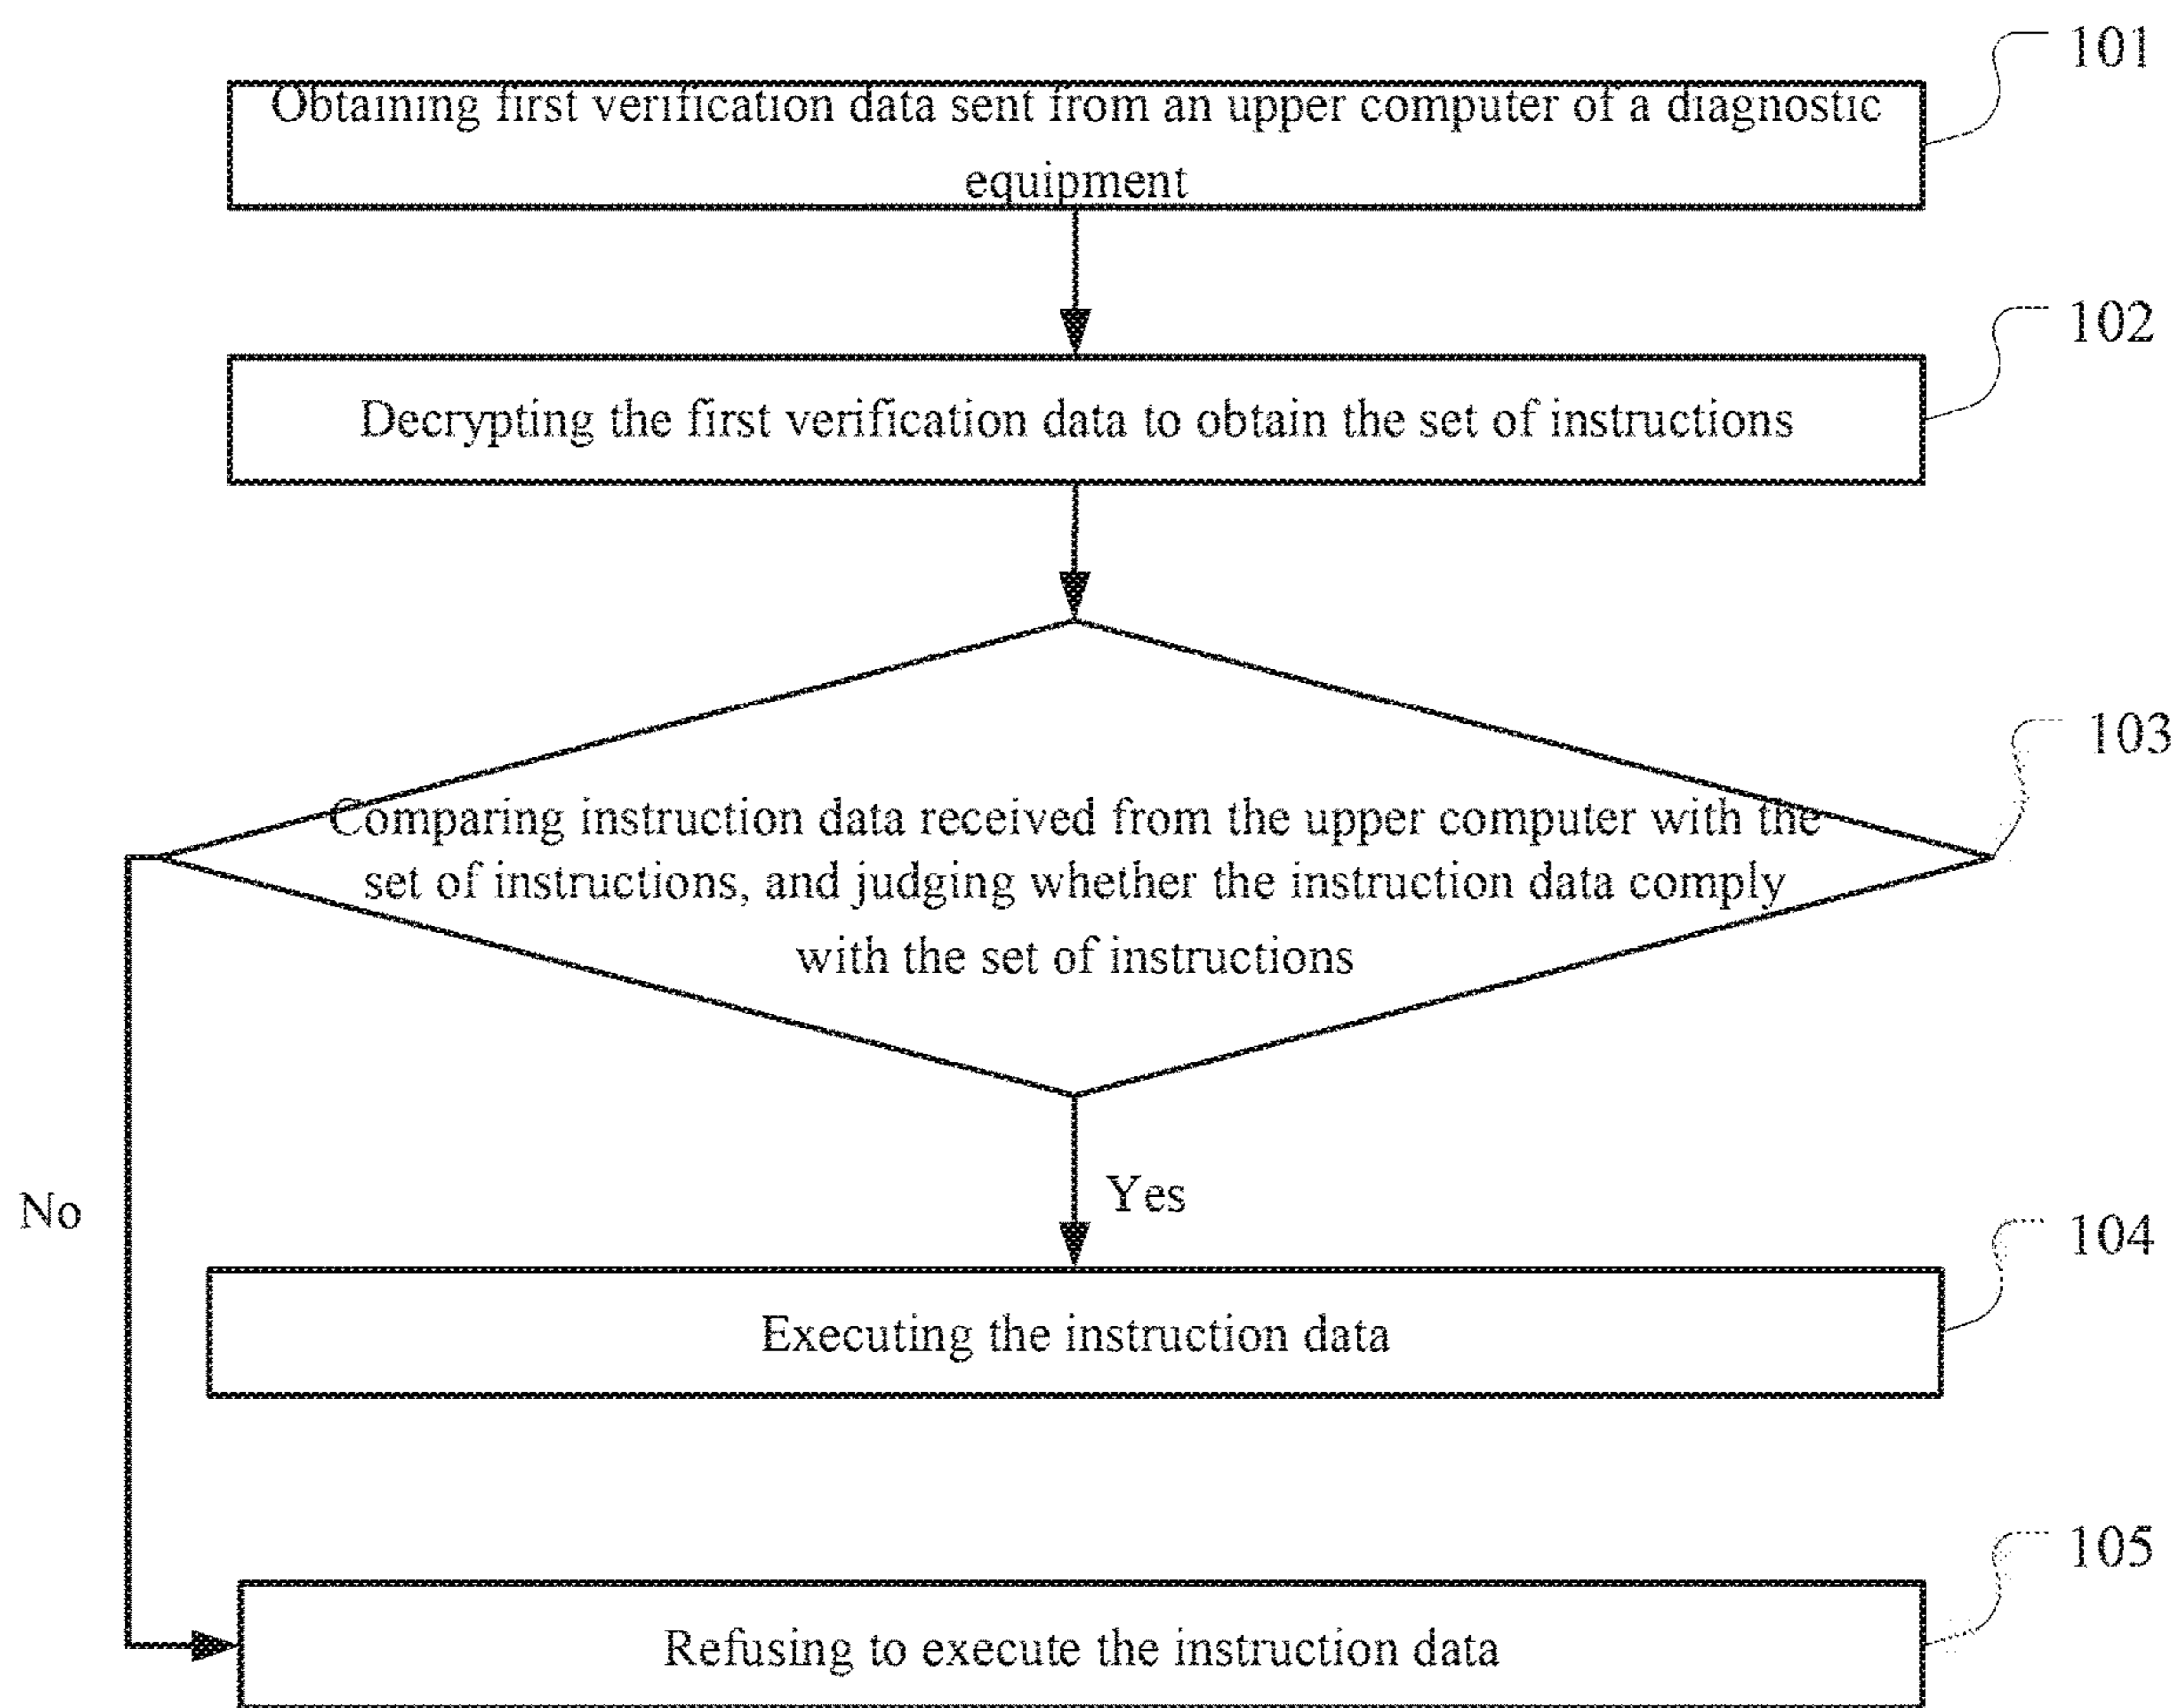 101
Obtaining first verification data sent from an upper computer of a diagnostic
equipment
102
Decrypting the first verification data to obtain the set of instructions
103
Comparing instruction data received from the upper computer with the
set of instructions, and judging whether the instruction data comply
with the set of instructions
No
Yes
104
Executing the instruction data
105
Refusing to execute the instruction data